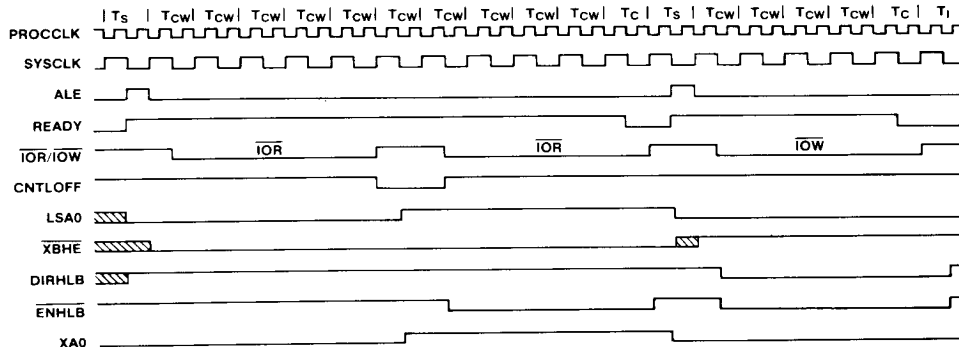 | TS | TCW | TCW | TCW | TCW | TCW | TCW | TCW | TCW | TCW | TCW | TC | TS | TCW | TCW | TCW | TCW | TC | TI
PROCCLK
SYSCLK
ALE
READY
IOR/IOW IOR IOR IOW
CNTLOFF
LSA0
XBHE
DIRHLB
ENHLB
XA0